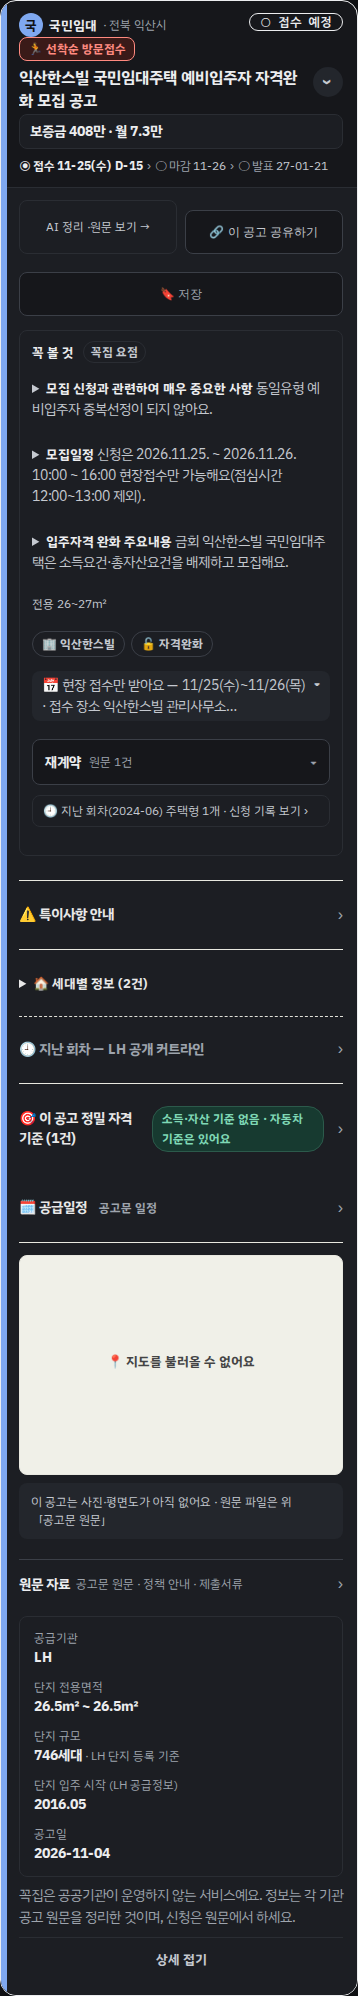 국 국민임대 · 전북 익산시 ○ 접수 예정
🏃 선착순 방문접수
익산한스빌 국민임대주택 예비입주자 자격완
화 모집 공고
보증금 408만 · 월 7.3만
◉ 접수 11-25(수) D-15 › ○ 마감 11-26 › ○ 발표 27-01-21
AI 정리·원문 보기 →
🔗 이 공고 공유하기
🔖 저장
꼭 볼 것 꼭집 요점
▶ 모집 신청과 관련하여 매우 중요한 사항 동일유형 예
비입주자 중복선정이 되지 않아요.
▶ 모집일정 신청은 2026.11.25. ~ 2026.11.26.
10:00 ~ 16:00 현장접수만 가능해요(점심시간
12:00~13:00 제외).
▶ 입주자격 완화 주요내용 금회 익산한스빌 국민임대주
택은 소득요건·총자산요건을 배제하고 모집해요.
전용 26~27m²
🏢 익산한스빌 🔓 자격완화
📅 현장 접수만 받아요 — 11/25(수)~11/26(목)
· 접수 장소 익산한스빌 관리사무소...
재계약 원문 1건
🕘 지난 회차(2024-06) 주택형 1개 · 신청 기록 보기 ›
⚠️ 특이사항 안내 ›
▶ 🏠 세대별 정보 (2건)
🕘 지난 회차 — LH 공개 커트라인 ›
🎯 이 공고 정밀 자격
기준 (1건)
소득·자산 기준 없음 · 자동차
기준은 있어요 ›
🗓️ 공급일정 공고문 일정 ›
📍 지도를 불러올 수 없어요
이 공고는 사진·평면도가 아직 없어요 · 원문 파일은 위
「공고문 원문」
원문 자료 공고문 원문 · 정책 안내 · 제출서류 ›
공급기관
LH
단지 전용면적
26.5m² ~ 26.5m²
단지 규모
746세대 · LH 단지 등록 기준
단지 입주 시작 (LH 공급정보)
2016.05
공고일
2026-11-04
꼭집은 공공기관이 운영하지 않는 서비스예요. 정보는 각 기관
공고 원문을 정리한 것이며, 신청은 원문에서 하세요.
상세 접기